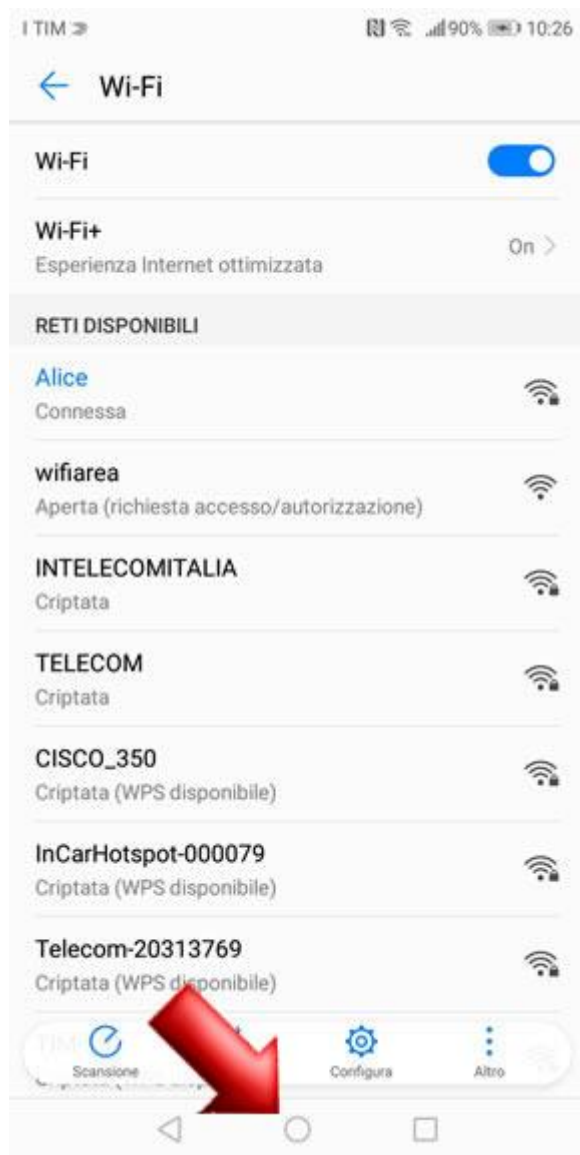 I TIM 90% 10:26
Wi-Fi
Wi-Fi
Wi-Fi+
Esperienza Internet ottimizzata
On
RETI DISPONIBILI
Alice
Connessa
wifiarea
Aperta (richiesta accesso/autorizzazione)
INTELECOMITALIA
Criptata
TELECOM
Criptata
CISCO_350
Criptata (WPS disponibile)
InCarHotspot-000079
Criptata (WPS disponibile)
Telecom-20313769
Criptata (WPS disponibile)
Scansione
Configura
Altro